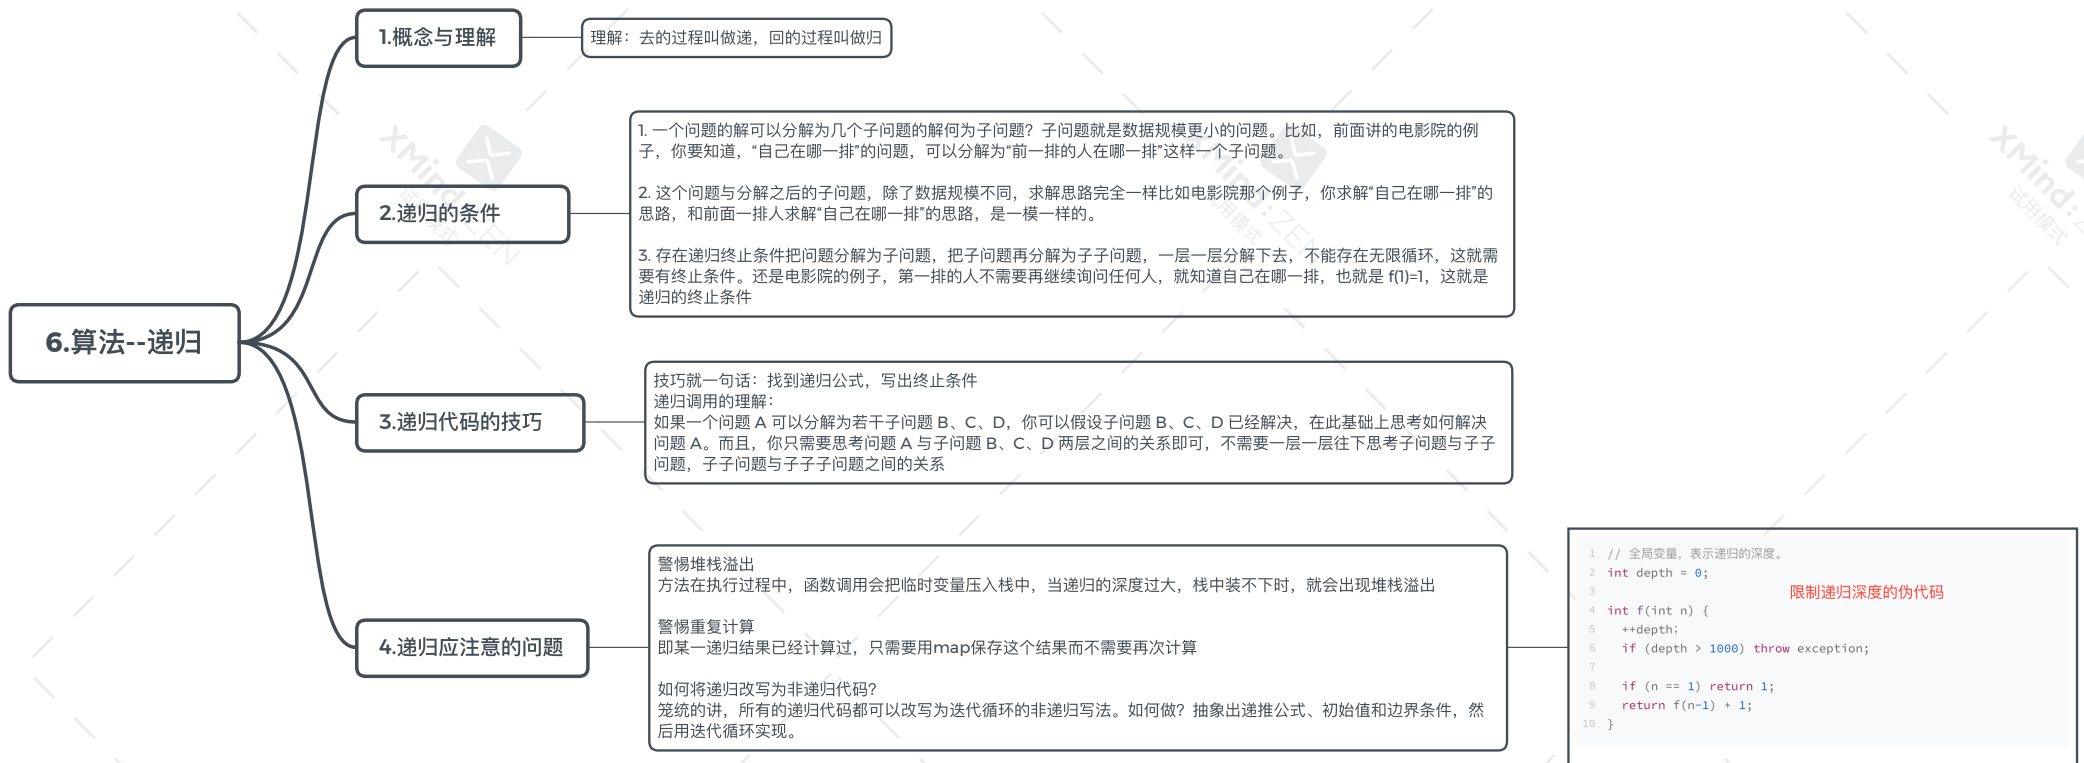 6.算法--递归
1.概念与理解
理解：去的过程叫做递，回的过程叫做归
2.递归的条件
1. 一个问题的解可以分解为几个子问题的解何为子问题？子问题就是数据规模更小的问题。比如，前面讲的电影院的例
子，你要知道，“自己在哪一排”的问题，可以分解为“前一排的人在哪一排”这样一个子问题。
2. 这个问题与分解之后的子问题，除了数据规模不同，求解思路完全一样比如电影院那个例子，你求解“自己在哪一排”的
思路，和前面一排人求解“自己在哪一排”的思路，是一模一样的。
3. 存在递归终止条件把问题分解为子问题，把子问题再分解为子子问题，一层一层分解下去，不能存在无限循环，这就需
要有终止条件。还是电影院的例子，第一排的人不需要再继续询问任何人，就知道自己在哪一排，也就是 f(1)=1，这就是
递归的终止条件
3.递归代码的技巧
技巧就一句话：找到递归公式，写出终止条件
递归调用的理解：
如果一个问题 A 可以分解为若干子问题 B、C、D，你可以假设子问题 B、C、D 已经解决，在此基础上思考如何解决
问题 A。而且，你只需要思考问题 A 与子问题 B、C、D 两层之间的关系即可，不需要一层一层往下思考子问题与子子
问题，子子问题与子子子问题之间的关系
4.递归应注意的问题
警惕堆栈溢出
方法在执行过程中，函数调用会把临时变量压入栈中，当递归的深度过大，栈中装不下时，就会出现堆栈溢出
警惕重复计算
即某一递归结果已经计算过，只需要用map保存这个结果而不需要再次计算
如何将递归改写为非递归代码？
笼统的讲，所有的递归代码都可以改写为迭代循环的非递归写法。如何做？抽象出递推公式、初始值和边界条件，然
后用迭代循环实现。
1 // 全局变量，表示递归的深度。
2 int depth = 0;
3
限制递归深度的伪代码
4 int f(int n) {
5 ++depth；
6 if (depth > 1000) throw exception;
7
8 if (n == 1) return 1;
9 return f(n-1) + 1;
10 }
XMind:ZEN
试用模式
XMind:ZEN
试用模式
XMind:Z
试用模式